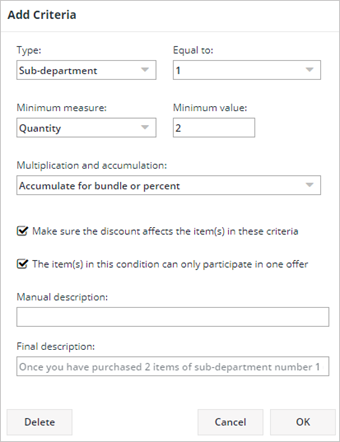 Add Criteria
Type: Equal to:
Sub-department 1
Minimum measure: Minimum value:
Quantity 2
Multiplication and accumulation:
Accumulate for bundle or percent
Make sure the discount affects the item(s) in these criteria
The item(s) in this condition can only participate in one offer
Manual description:
Final description:
Once you have purchased 2 items of sub-department number 1
Delete Cancel OK